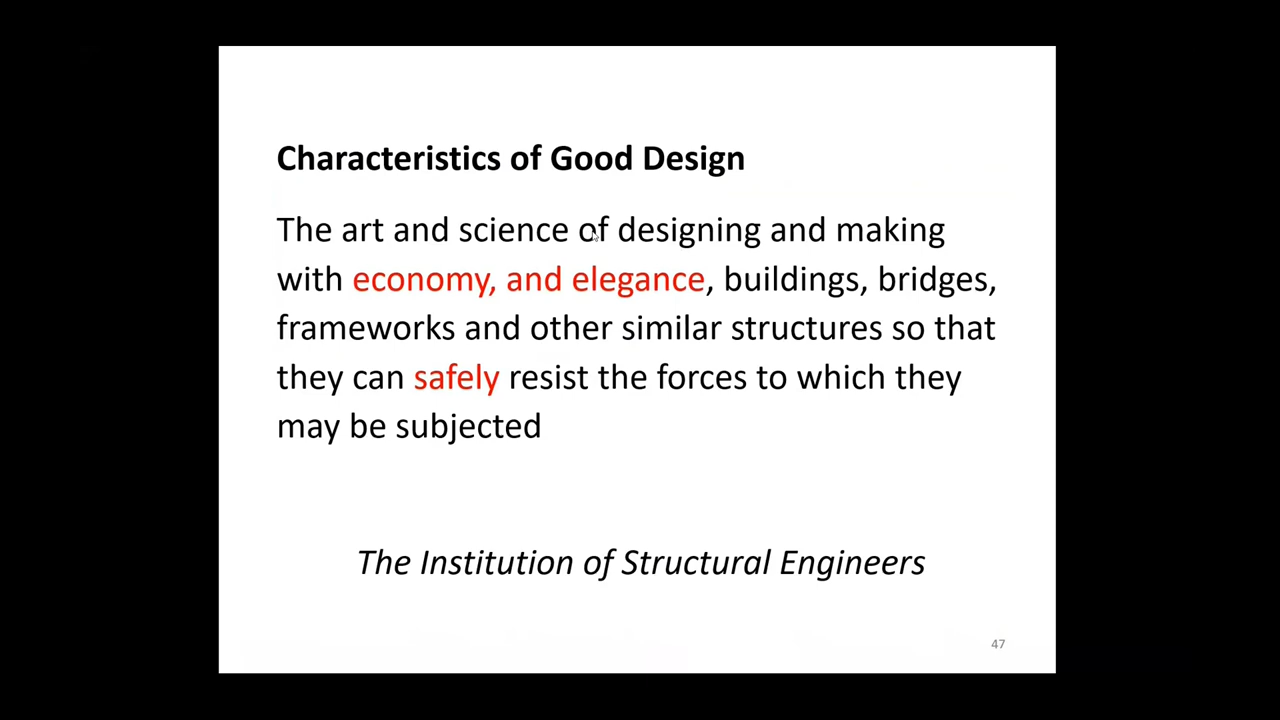 Characteristics of Good Design
The art and science of designing and making
with economy, and elegance, buildings, bridges,
frameworks and other similar structures so that
they can safely resist the forces to which they
may be subjected
The Institution of Structural Engineers
47